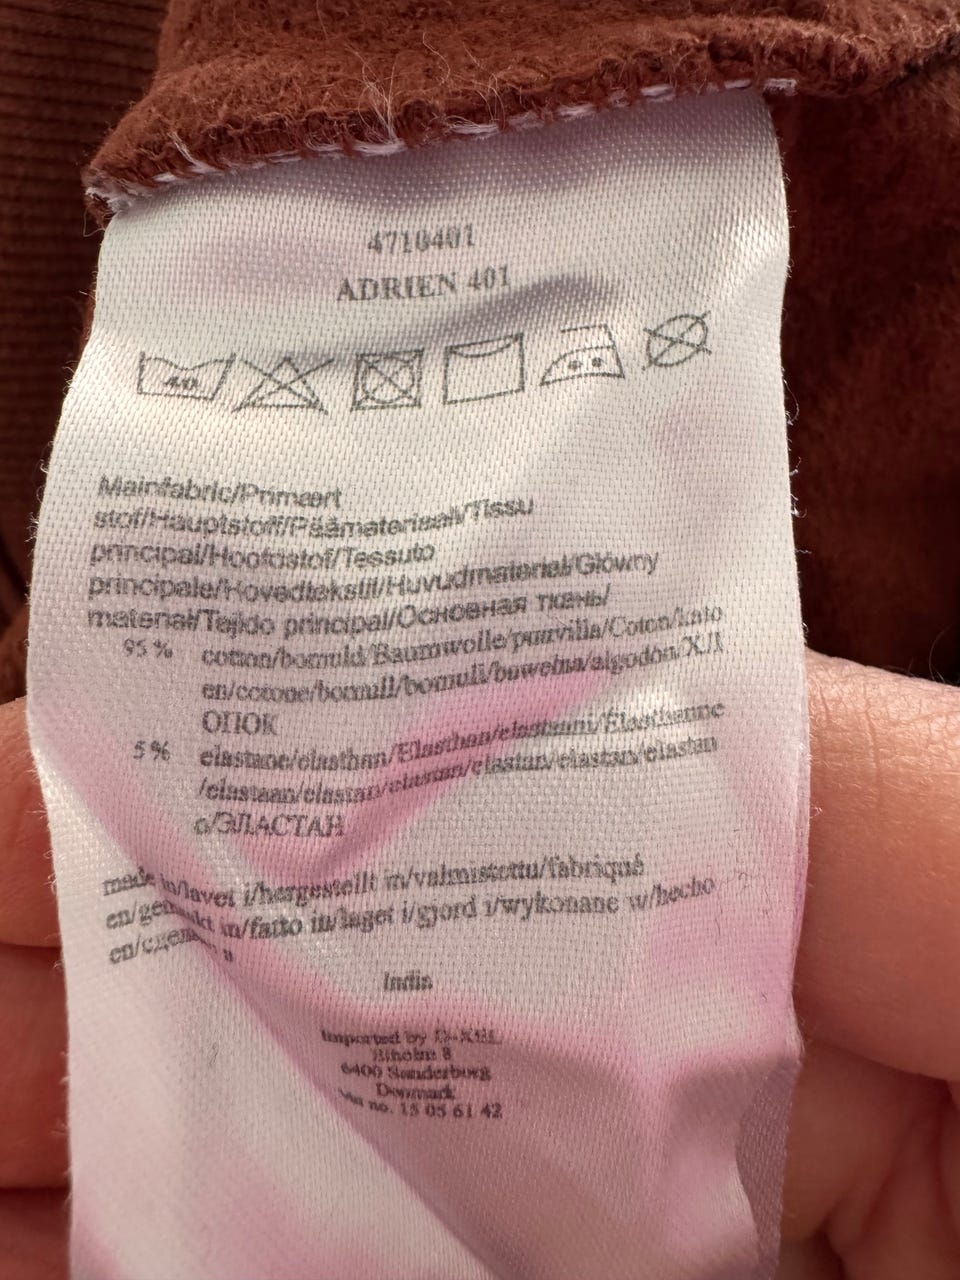 4710401
ADRIEN 401
40
Mainfabric/Primært
stof/Hauptstoff/Päämateriaali/Tissu
principal/Hoofdstof/Tessuto
principale/Hovedtekstil/Huvudmaterial/Główny
materiał/Tejido principal/Основная ткань/
95 % cotton/bomuld/Baumwolle/puuvilla/Coton/kato
en/cotone/bomull/bomull/bawełna/algodón/ХЛ
ОПОК
5 % elastane/elasthan/Elasthan/elastaani/Élasthanne
/elastaan/elastan/elastan/elastan/elastan/elastan
o/ЭЛАСТАН
made in/lavet i/hergestellt in/valmistettu/fabriqué
en/gemaakt in/fatto in/laget i/gjord i/wykonane w/hecho
en/сделано в
India
Imported by D-XEL
Ellholm 8
6400 Sønderborg
Denmark
Vat no. 15 05 61 42